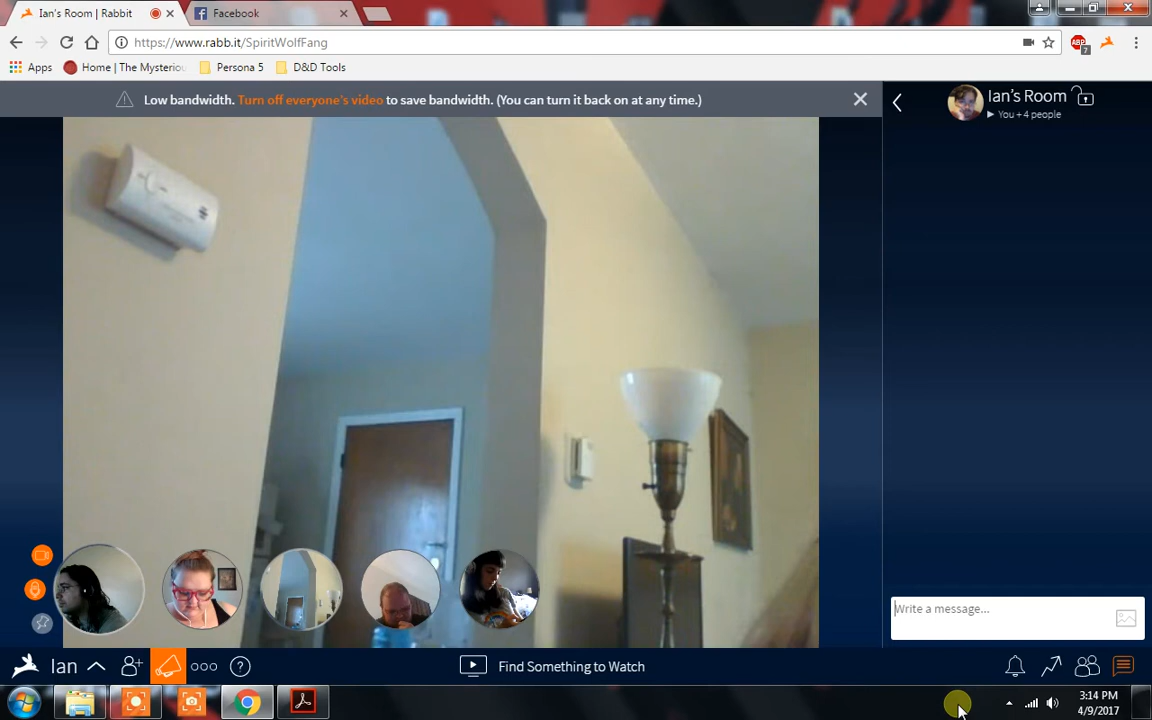 Ian's Room | Rabbit
Facebook
https://www.rabb.it/SpiritWolfFang
ABP
7
Apps
Home | The Mysteriou
Persona 5
D&D Tools
Low bandwidth. Turn off everyone's video to save bandwidth. (You can turn it back on at any time.)
Ian's Room
You + 4 people
Write a message...
Ian
Find Something to Watch
3:14 PM
4/9/2017